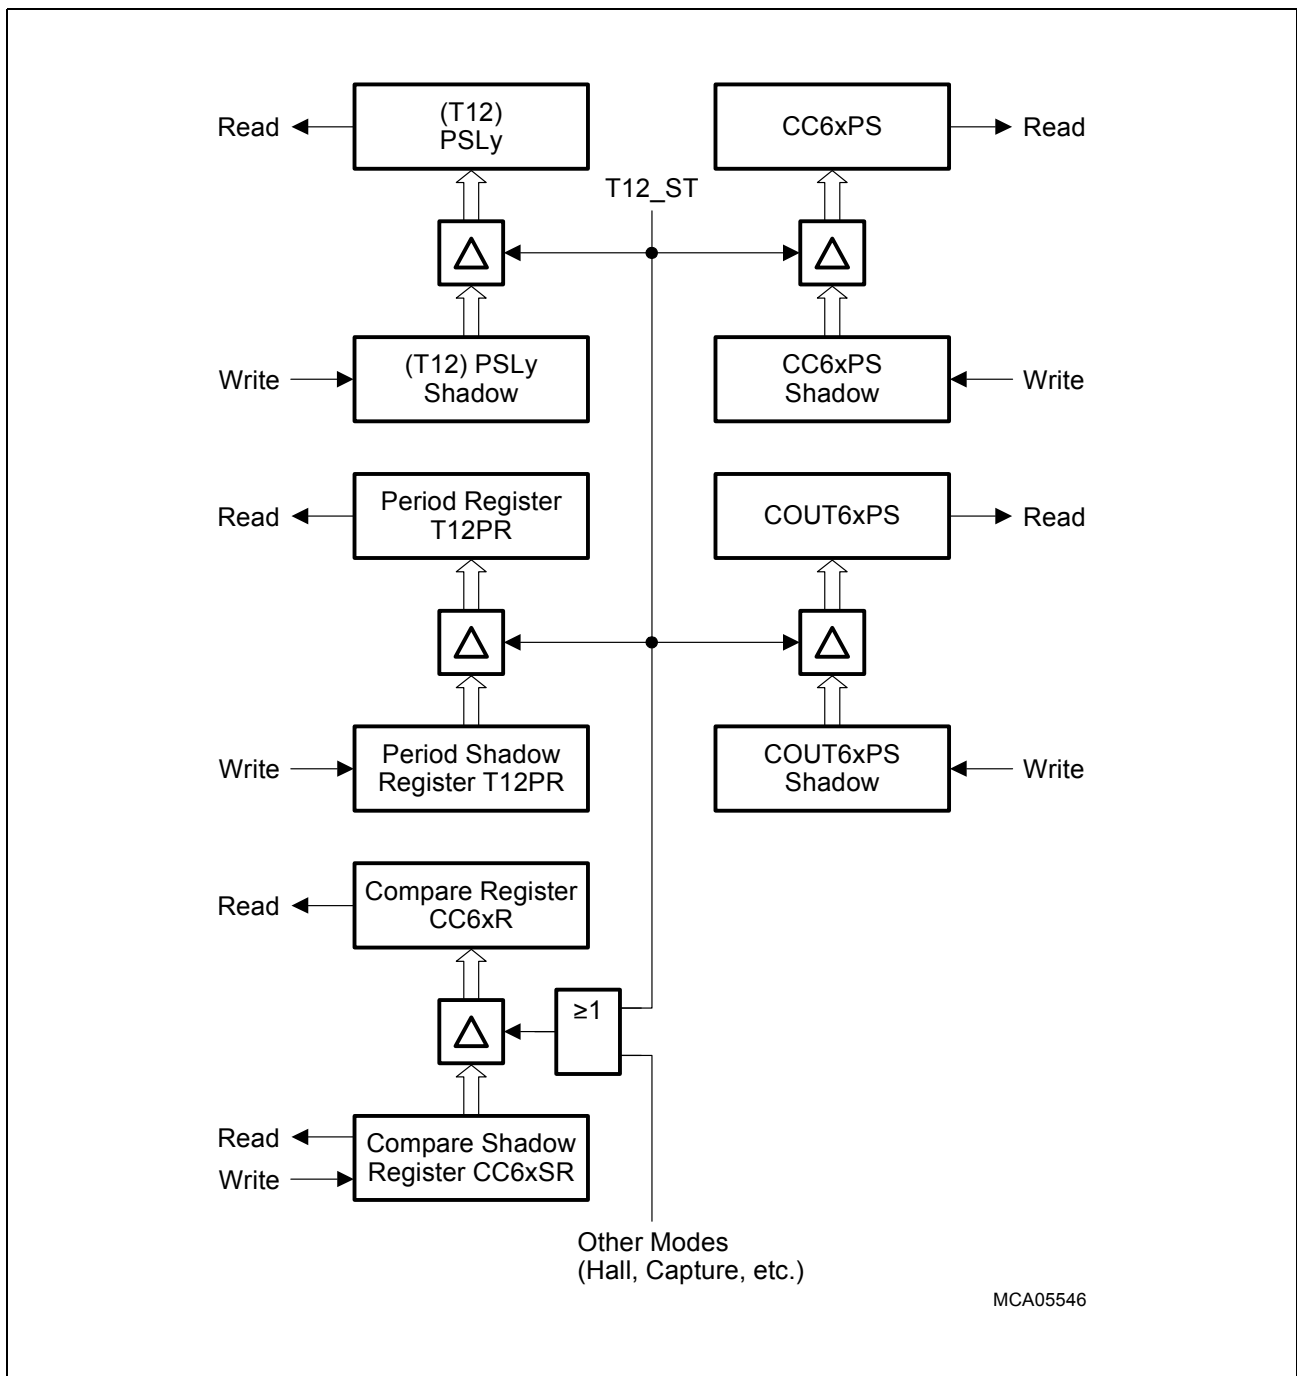 Read
(T12)
PSLy
CC6xPS
Read
T12_ST
Write
(T12) PSLy
Shadow
CC6xPS
Shadow
Write
Read
Period Register
T12PR
COUT6xPS
Read
Write
Period Shadow
Register T12PR
COUT6xPS
Shadow
Write
Read
Compare Register
CC6xR
≥1
Read
Write
Compare Shadow
Register CC6xSR
Other Modes
(Hall, Capture, etc.)
MCA05546